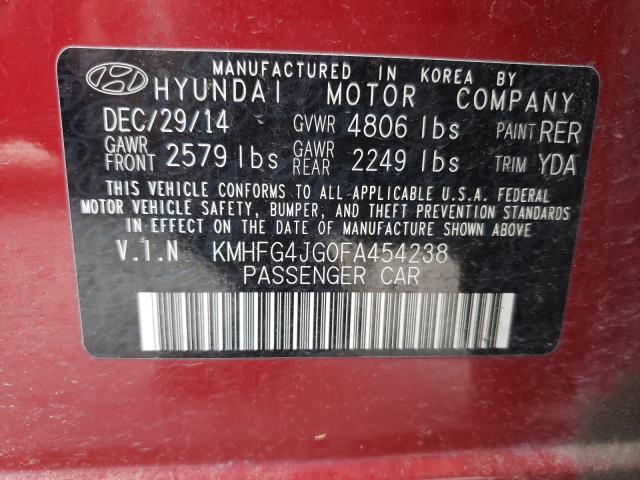 MANUFACTURED IN KOREA BY
HYUNDAI MOTOR COMPANY
DEC/29/14 GVWR 4806 lbs PAINT RER
GAWR FRONT 2579 lbs GAWR REAR 2249 lbs TRIM YDA
THIS VEHICLE CONFORMS TO ALL APPLICABLE U.S.A. FEDERAL
MOTOR VEHICLE SAFETY, BUMPER, AND THEFT PREVENTION STANDARDS
IN EFFECT ON THE DATE OF MANUFACTURE SHOWN ABOVE.
V.I.N KMHFG4JG0FA454238
PASSENGER CAR